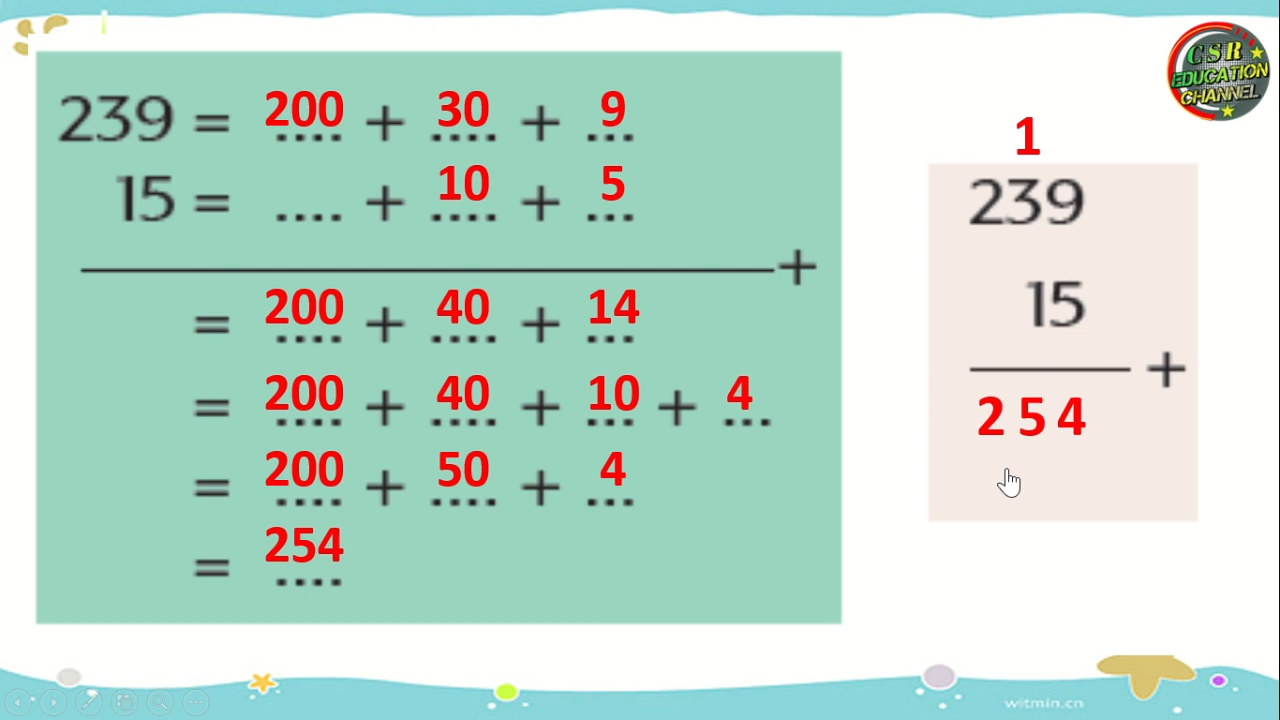 239 = 200 + 30 + 9
15 = .... + 10 + 5
+
= 200 + 40 + 14
= 200 + 40 + 10 + 4
= 200 + 50 + 4
= 254
CSR
EDUCATION
CHANNEL
1
239
15
+
2 5 4
witmin.cn